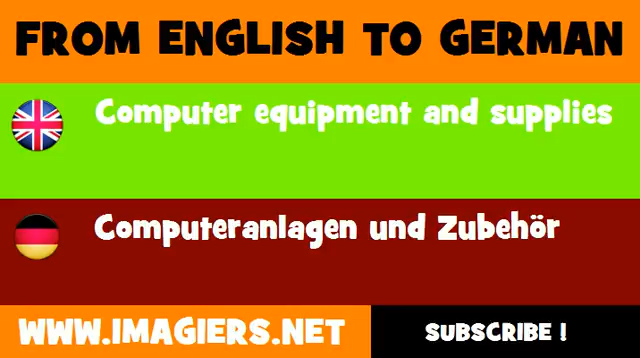 FROM ENGLISH TO GERMAN
Computer equipment and supplies
Computeranlagen und Zubehör
WWW.IMAGIERS.NET
SUBSCRIBE !